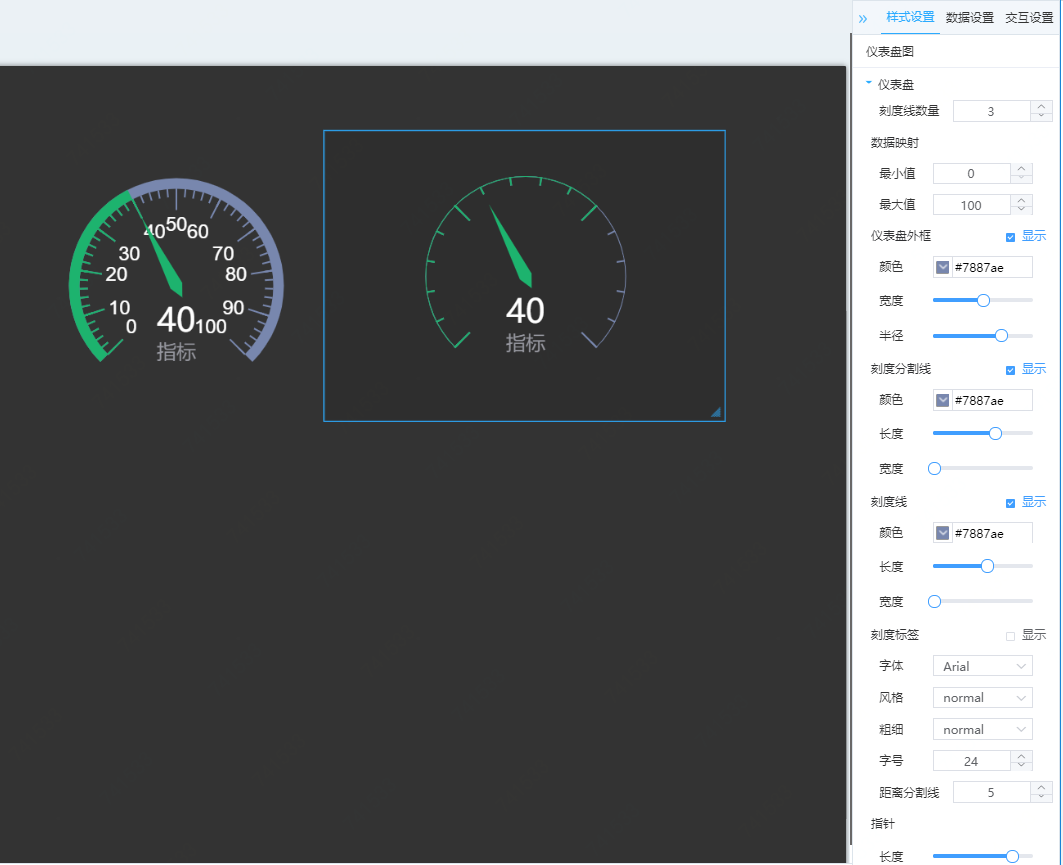 样式设置 数据设置 交互设置
仪表盘图
仪表盘
刻度线数量 3
数据映射
最小值 0
最大值 100
仪表盘外框 显示
颜色 #7887ae
宽度
半径
刻度分割线 显示
颜色 #7887ae
长度
宽度
刻度线 显示
颜色 #7887ae
长度
宽度
刻度标签 显示
字体 Arial
风格 normal
粗细 normal
字号 24
距离分割线 5
指针
长度
0
10
20
30
40
50
60
70
80
90
100
40
指标
40
指标